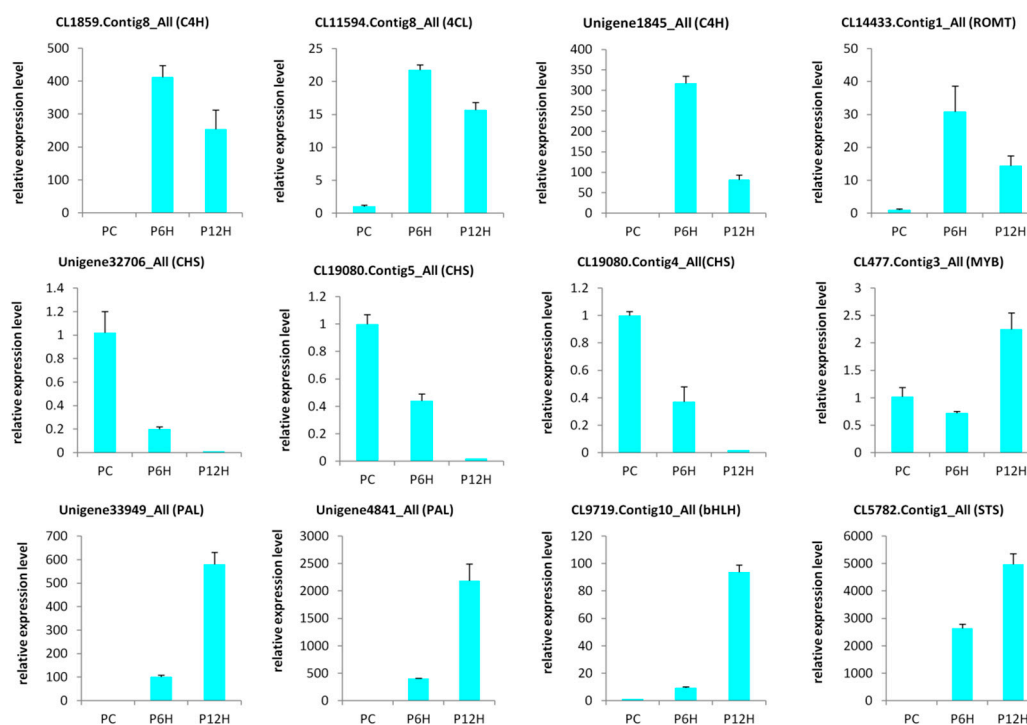 CL1859.Contig8_All (C4H)
relative expression level
500
400
300
200
100
0
PC P6H P12H
CL11594.Contig8_All (4CL)
relative expression level
25
20
15
10
5
0
PC P6H P12H
Unigene1845_All (C4H)
relative expression level
400
350
300
250
200
150
100
50
0
PC P6H P12H
CL14433.Contig1_All (ROMT)
relative expression level
50
40
30
20
10
0
PC P6H P12H
Unigene32706_All (CHS)
relative expression level
1.4
1.2
1
0.8
0.6
0.4
0.2
0
PC P6H P12H
CL19080.Contig5_All (CHS)
relative expression level
1.2
1
0.8
0.6
0.4
0.2
0
PC P6H P12H
CL19080.Contig4_All(CHS)
relative expression level
1.2
1
0.8
0.6
0.4
0.2
0
PC P6H P12H
CL477.Contig3_All (MYB)
relative expression level
3
2.5
2
1.5
1
0.5
0
PC P6H P12H
Unigene33949_All (PAL)
relative expression level
700
600
500
400
300
200
100
0
PC P6H P12H
Unigene4841_All (PAL)
relative expression level
3000
2500
2000
1500
1000
500
0
PC P6H P12H
CL9719.Contig10_All (bHLH)
relative expression level
120
100
80
60
40
20
0
PC P6H P12H
CL5782.Contig1_All (STS)
relative expression level
6000
5000
4000
3000
2000
1000
0
PC P6H P12H